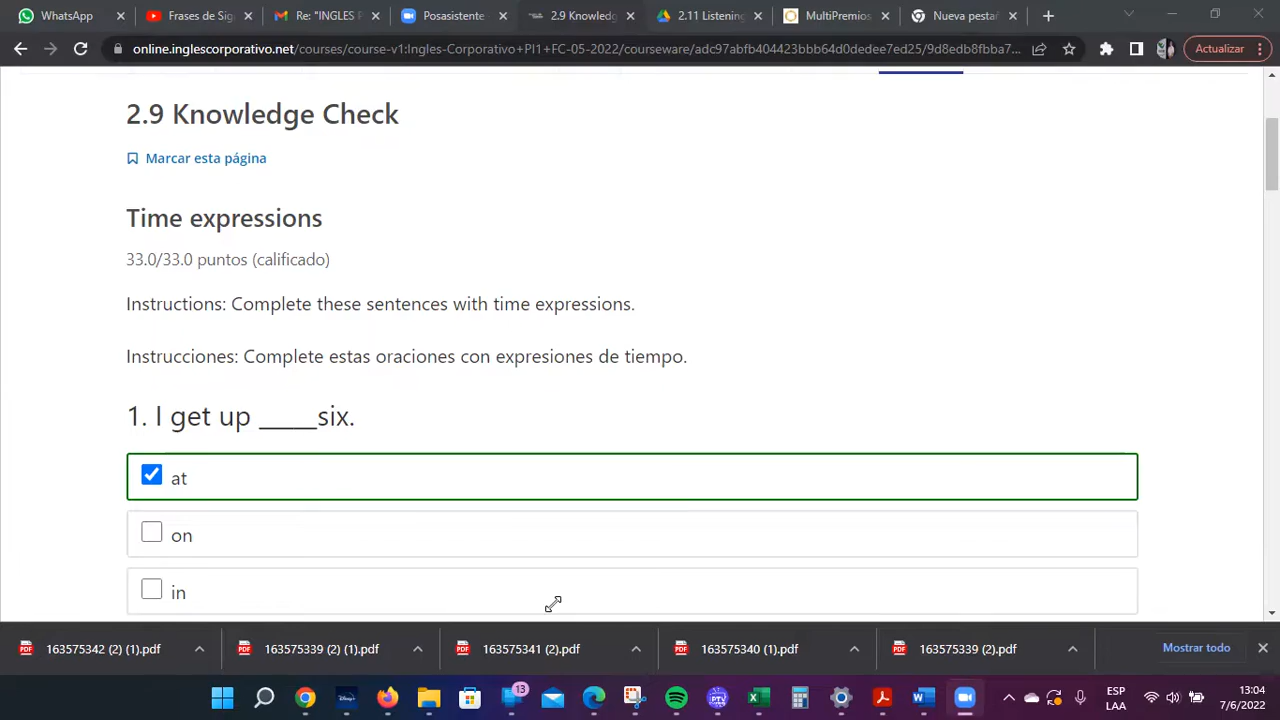 WhatsApp
Frases de Sig
Re: "INGLES P
Posasistente
2.9 Knowledg
2.11 Listening
MultiPremios
Nueva pestañ
online.inglescorporativo.net/courses/course-v1:Ingles-Corporativo+PI1+FC-05-2022/courseware/adc97abfb404423bbb64d0dedee7ed25/9d8edb8fbba7...
Actualizar
2.9 Knowledge Check
Marcar esta página
Time expressions
33.0/33.0 puntos (calificado)
Instructions: Complete these sentences with time expressions.
Instrucciones: Complete estas oraciones con expresiones de tiempo.
1. I get up _____six.
at
on
in
163575342 (2) (1).pdf
163575339 (2) (1).pdf
163575341 (2).pdf
163575340 (1).pdf
163575339 (2).pdf
Mostrar todo
13
ESP
LAA
13:04
7/6/2022